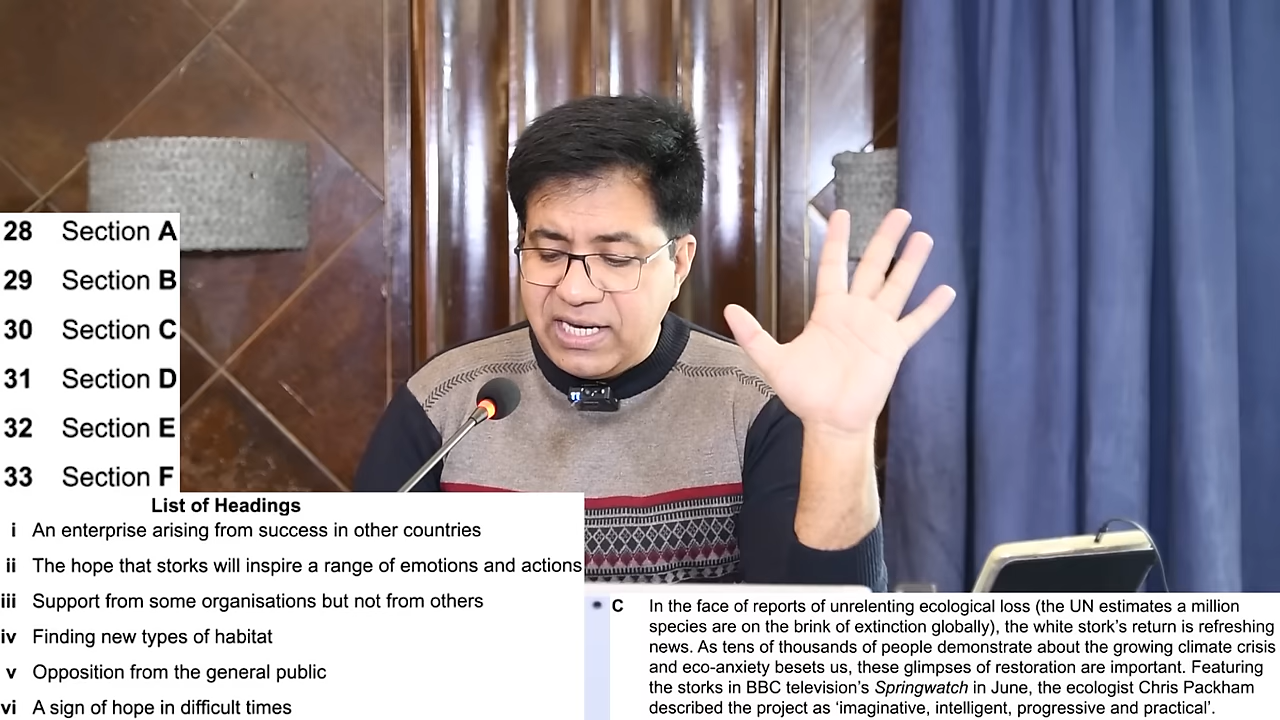 28 Section A
29 Section B
30 Section C
31 Section D
32 Section E
33 Section F
List of Headings
i An enterprise arising from success in other countries
ii The hope that storks will inspire a range of emotions and actions
iii Support from some organisations but not from others
iv Finding new types of habitat
v Opposition from the general public
vi A sign of hope in difficult times
C In the face of reports of unrelenting ecological loss (the UN estimates a million
species are on the brink of extinction globally), the white stork's return is refreshing
news. As tens of thousands of people demonstrate about the growing climate crisis
and eco-anxiety besets us, these glimpses of restoration are important. Featuring
the storks in BBC television's Springwatch in June, the ecologist Chris Packham
described the project as 'imaginative, intelligent, progressive and practical'.